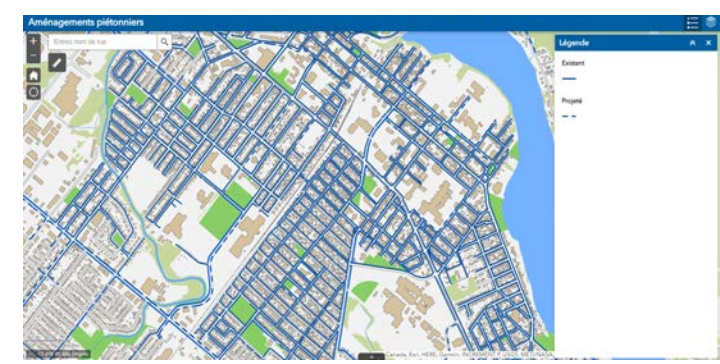 Aménagements piétonniers
+
Entrez nom de rue
−
Légende
Existant
Projeté
Canada, Esri, HERE, Garmin, INCREMENT P, USGS, METI/NASA